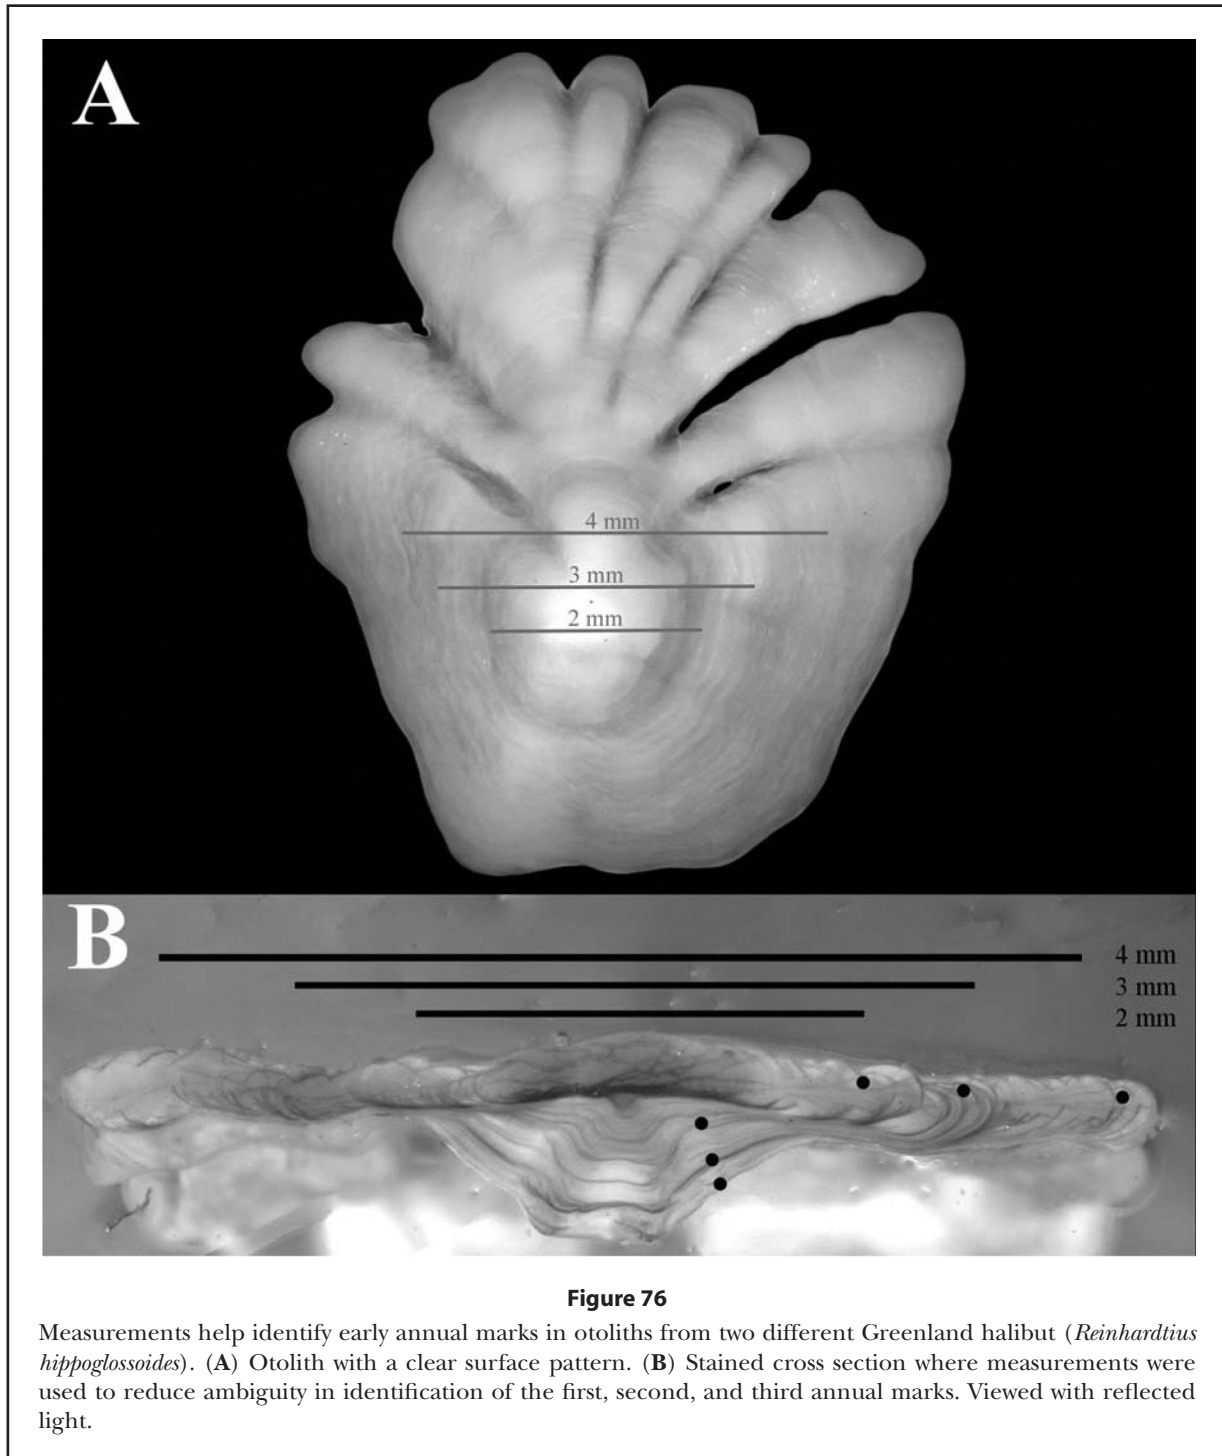 A
4 mm
3 mm
2 mm
B
4 mm
3 mm
2 mm
Figure 76
Measurements help identify early annual marks in otoliths from two different Greenland halibut (Reinhardtius
hippoglossoides). (A) Otolith with a clear surface pattern. (B) Stained cross section where measurements were
used to reduce ambiguity in identification of the first, second, and third annual marks. Viewed with reflected
light.